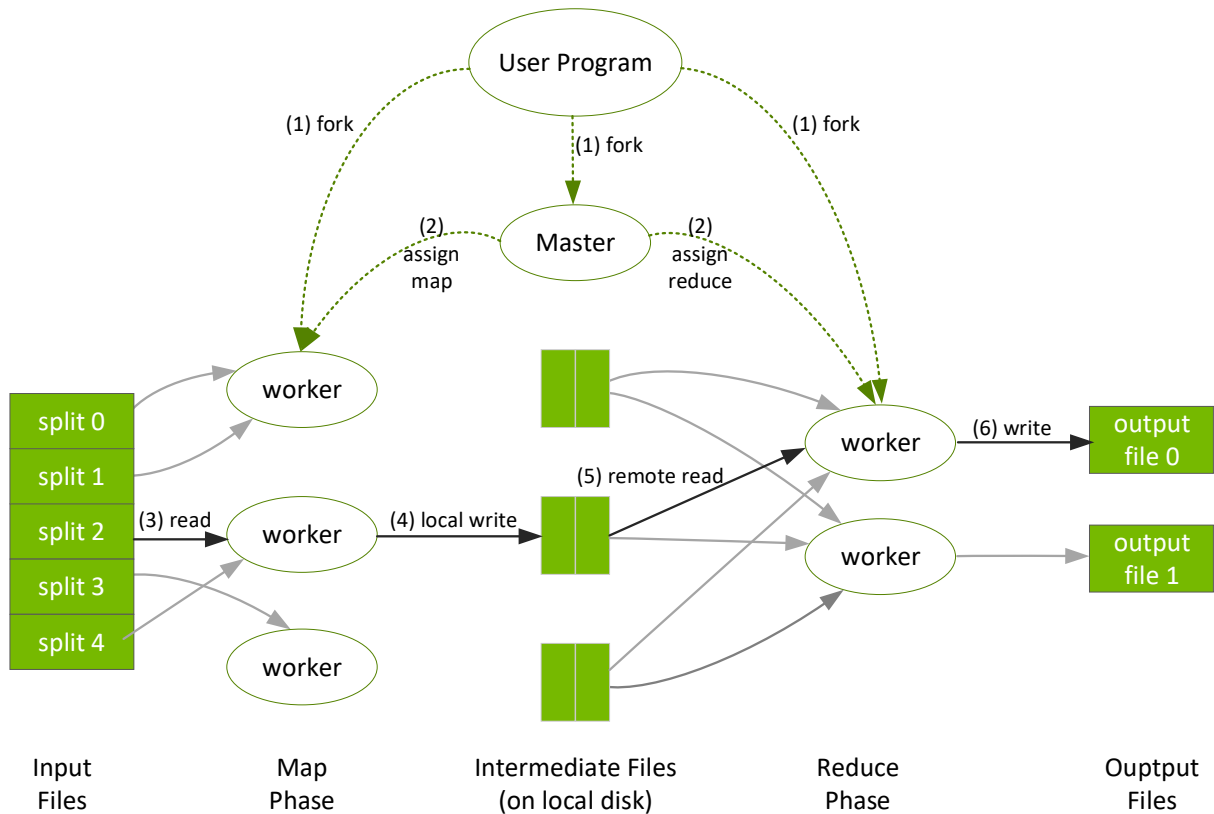 User Program
(1) fork
(1) fork
(1) fork
Master
(2)
assign
map
(2)
assign
reduce
worker
split 0
split 1
split 2
split 3
split 4
(3) read
worker
(4) local write
worker
(5) remote read
worker
(6) write
output
file 0
worker
output
file 1
Input
Files
Map
Phase
Intermediate Files
(on local disk)
Reduce
Phase
Ouptput
Files